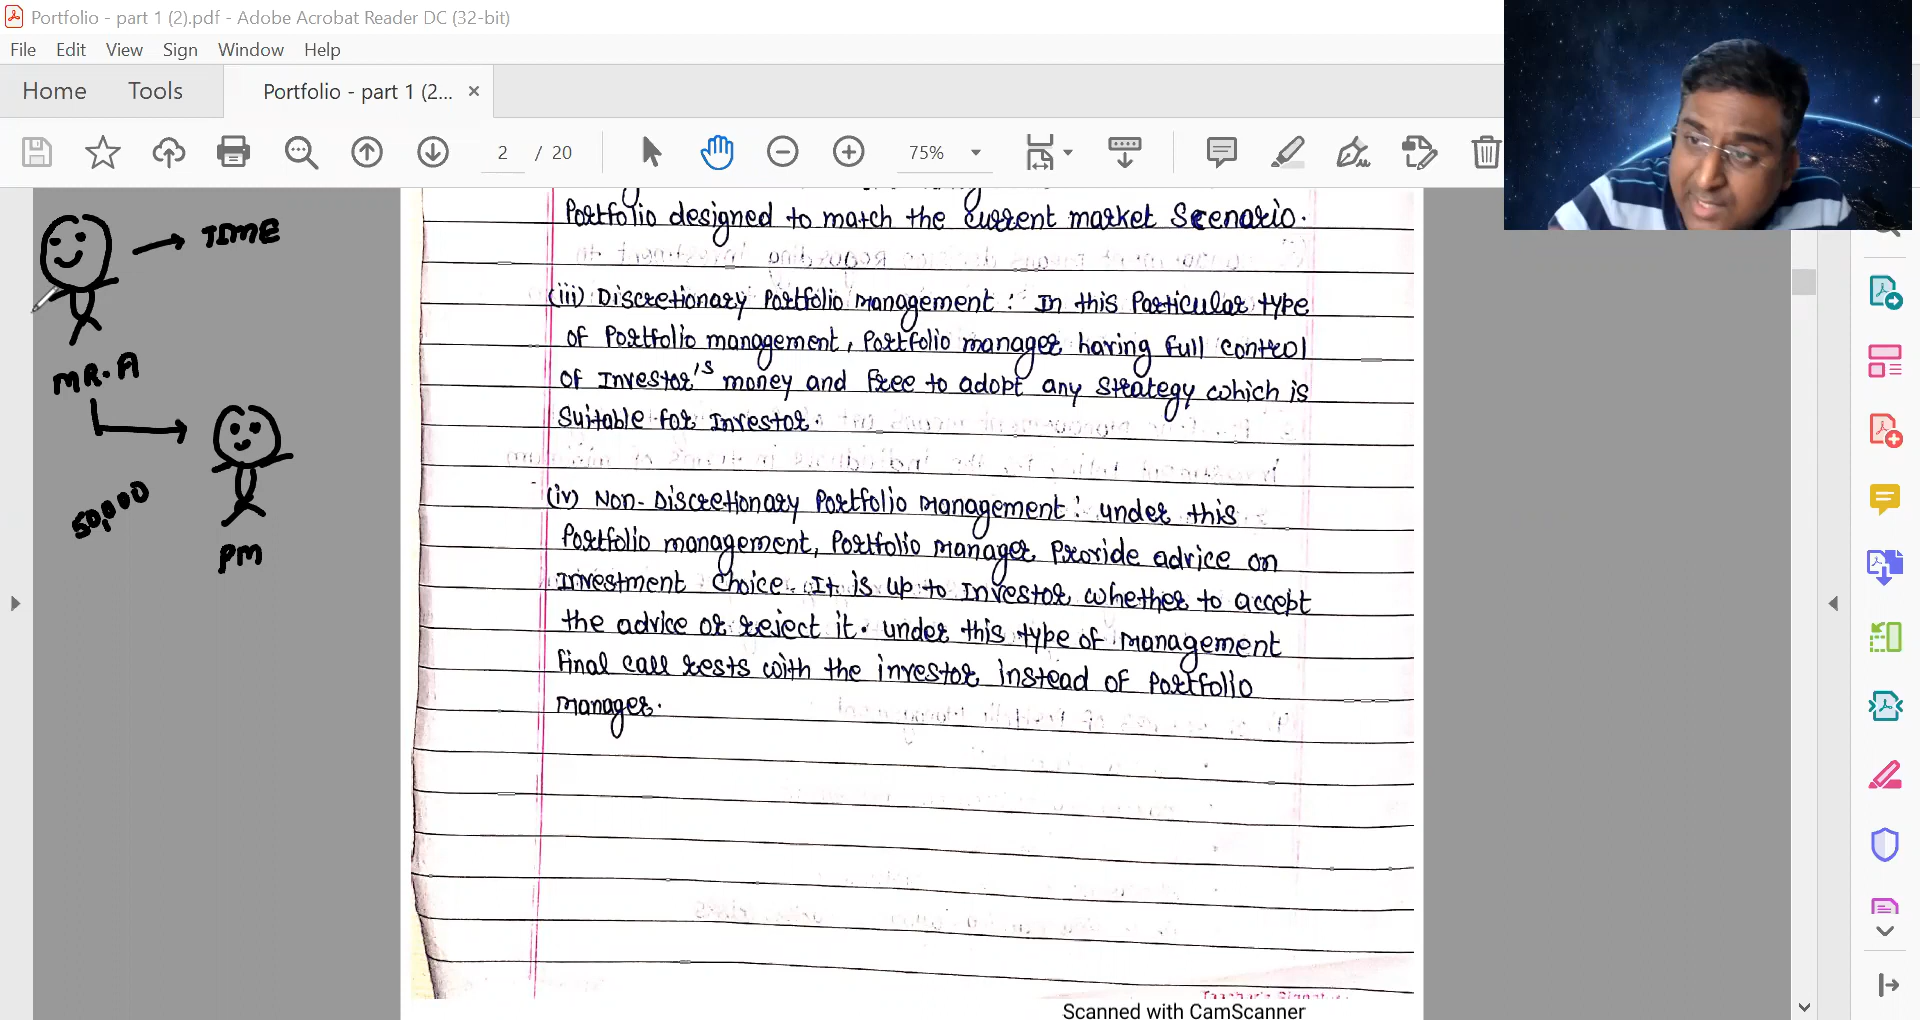 Portfolio - part 1 (2).pdf - Adobe Acrobat Reader DC (32-bit)
File Edit View Sign Window Help
Home Tools Portfolio - part 1 (2... ×
2 / 20 75%
TIME
MR. A
50,000
PM
Portfolio designed to match the current market Scenario.
(iii) Discretionary Portfolio management: In this Particular type
of Portfolio management, Portfolio manager having full control
of Investor's money and free to adopt any Strategy which is
Suitable for Investor.
(iv) Non-Discretionary Portfolio Management: under this
Portfolio management, Portfolio manager Provide advice on
investment choice. It is up to Investor whether to accept
the advice or reject it. under this type of management
final call rests with the investor instead of Portfolio
manager.
Scanned with CamScanner